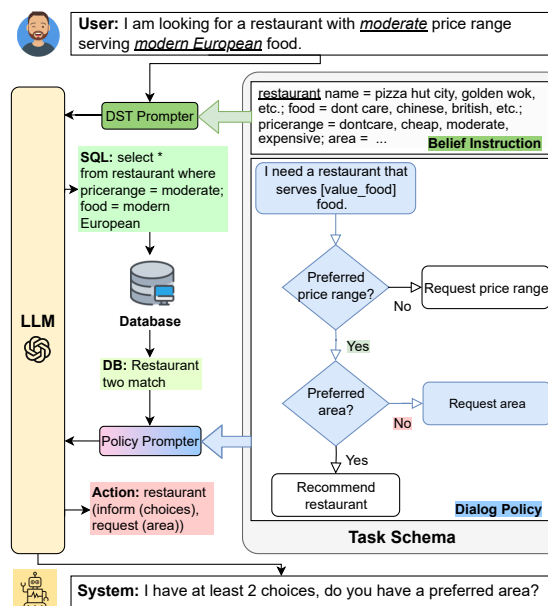 User: I am looking for a restaurant with moderate price range
serving modern European food.
DST Prompter
restaurant name = pizza hut city, golden wok,
etc.; food = dont care, chinese, british, etc.;
pricerange = dontcare, cheap, moderate,
expensive; area = ...
Belief Instruction
SQL: select *
from restaurant where
pricerange = moderate;
food = modern
European
I need a restaurant that
serves [value_food]
food.
Preferred
price range?
No
Request price range
Yes
Database
LLM
DB: Restaurant
two match
Preferred
area?
No
Request area
Policy Prompter
Yes
Recommend
restaurant
Action: restaurant
(inform (choices),
request (area))
Dialog Policy
Task Schema
System: I have at least 2 choices, do you have a preferred area?